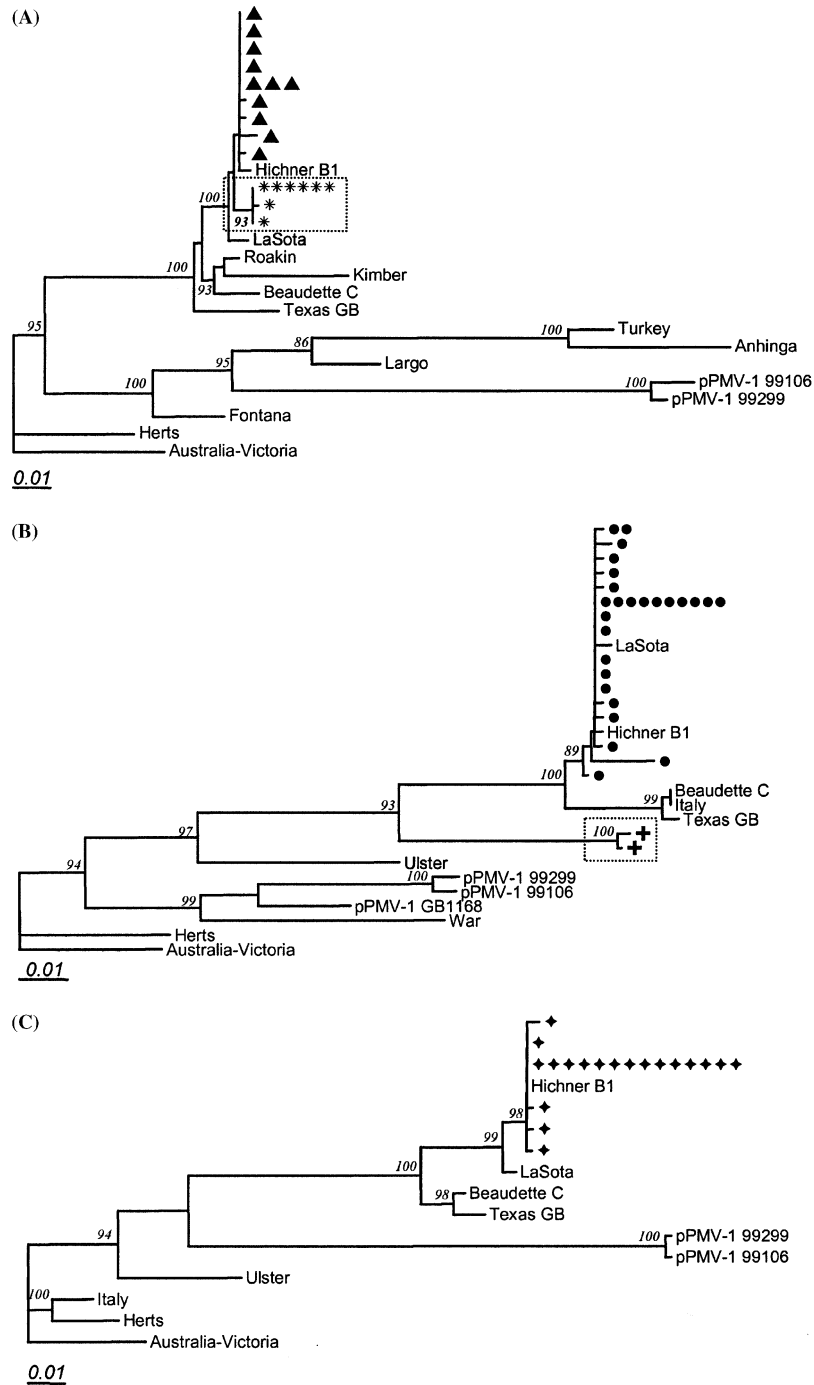 (A)
Hichner B1
100
93
LaSota
Roakin
100
Kimber
93
Beaudette C
Texas GB
95
100
Turkey
86
Anhinga
95
Largo
100
pPMV-1 99106
100
pPMV-1 99299
Fontana
Herts
Australia-Victoria
0.01
(B)
LaSota
Hichner B1
89
100
Beaudette C
99
Italy
93
Texas GB
100
97
Ulster
94
100
pPMV-1 99299
pPMV-1 99106
99
pPMV-1 GB1168
War
Herts
Australia-Victoria
0.01
(C)
Hichner B1
98
99
100
LaSota
98
Beaudette C
Texas GB
94
100
pPMV-1 99299
pPMV-1 99106
Ulster
100
Italy
Herts
Australia-Victoria
0.01